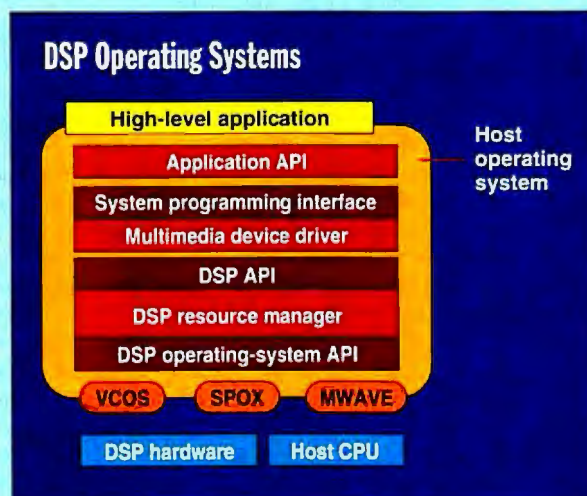 DSP Operating Systems
High-level application
Host
operating
system
Application API
System programming interface
Multimedia device driver
DSP API
DSP resource manager
DSP operating-system API
VCOS SPOX MWAVE
DSP hardware Host CPU